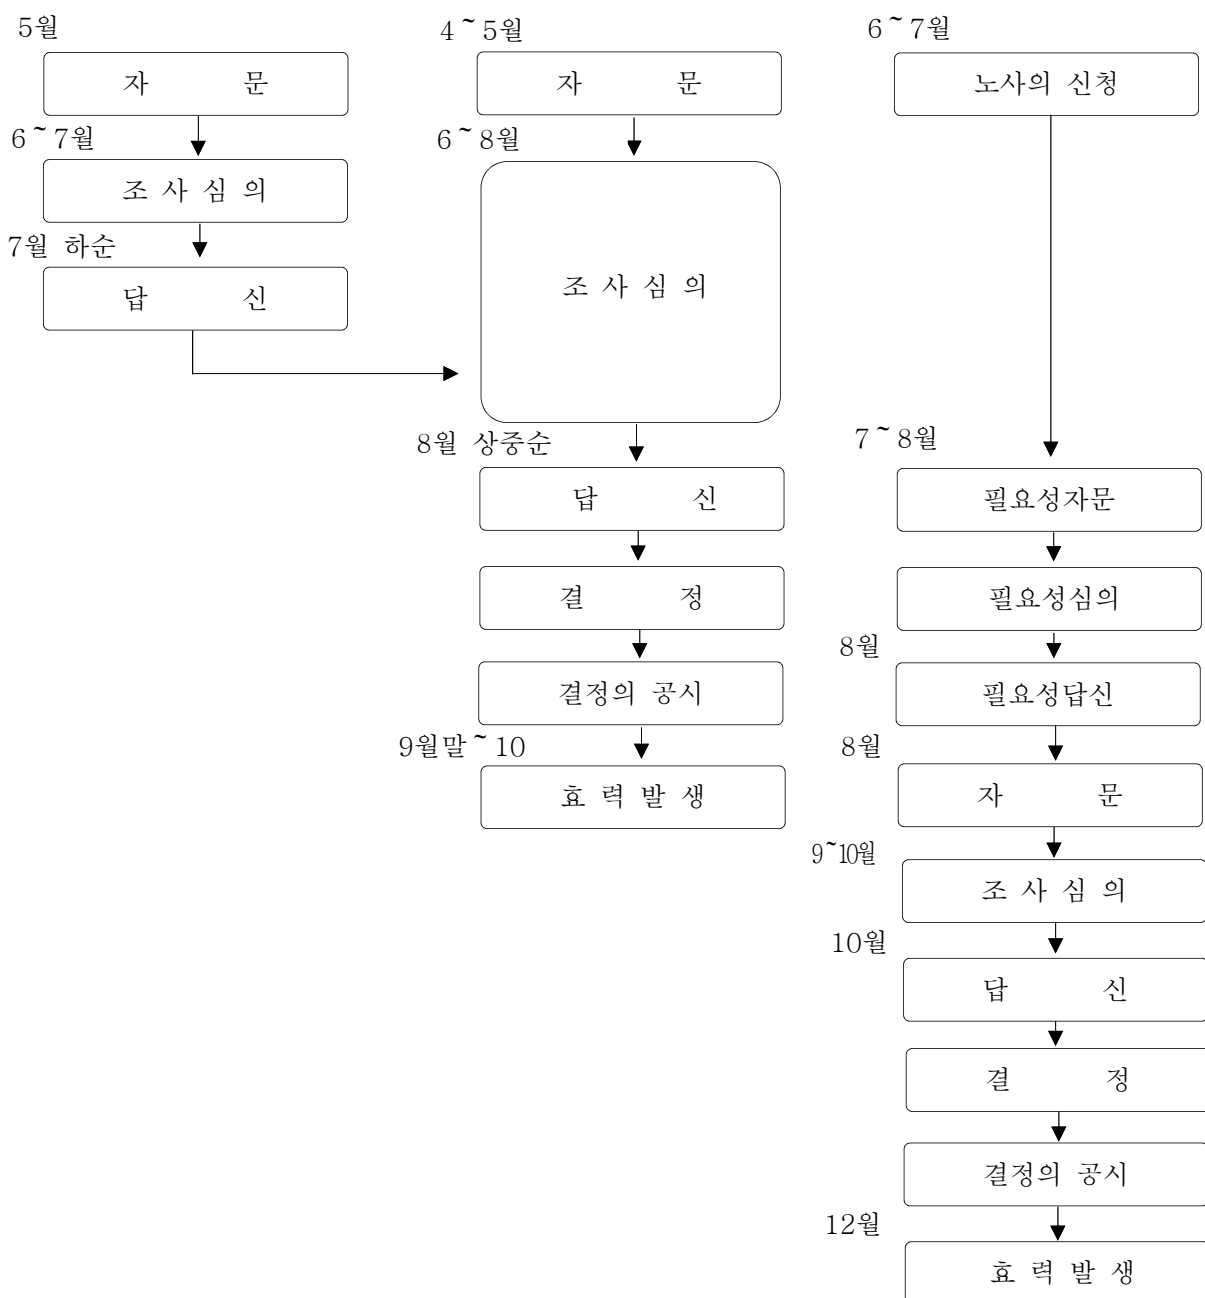 5월
자 문
6~7월
조 사 심 의
7월 하순
답 신
4~5월
자 문
6~8월
조 사 심 의
8월 상중순
답 신
결 정
결정의 공시
9월말~10
효 력 발 생
6~7월
노사의 신청
7~8월
필요성자문
필요성심의
8월
필요성답신
8월
자 문
9~10월
조 사 심 의
10월
답 신
결 정
결정의 공시
12월
효 력 발 생